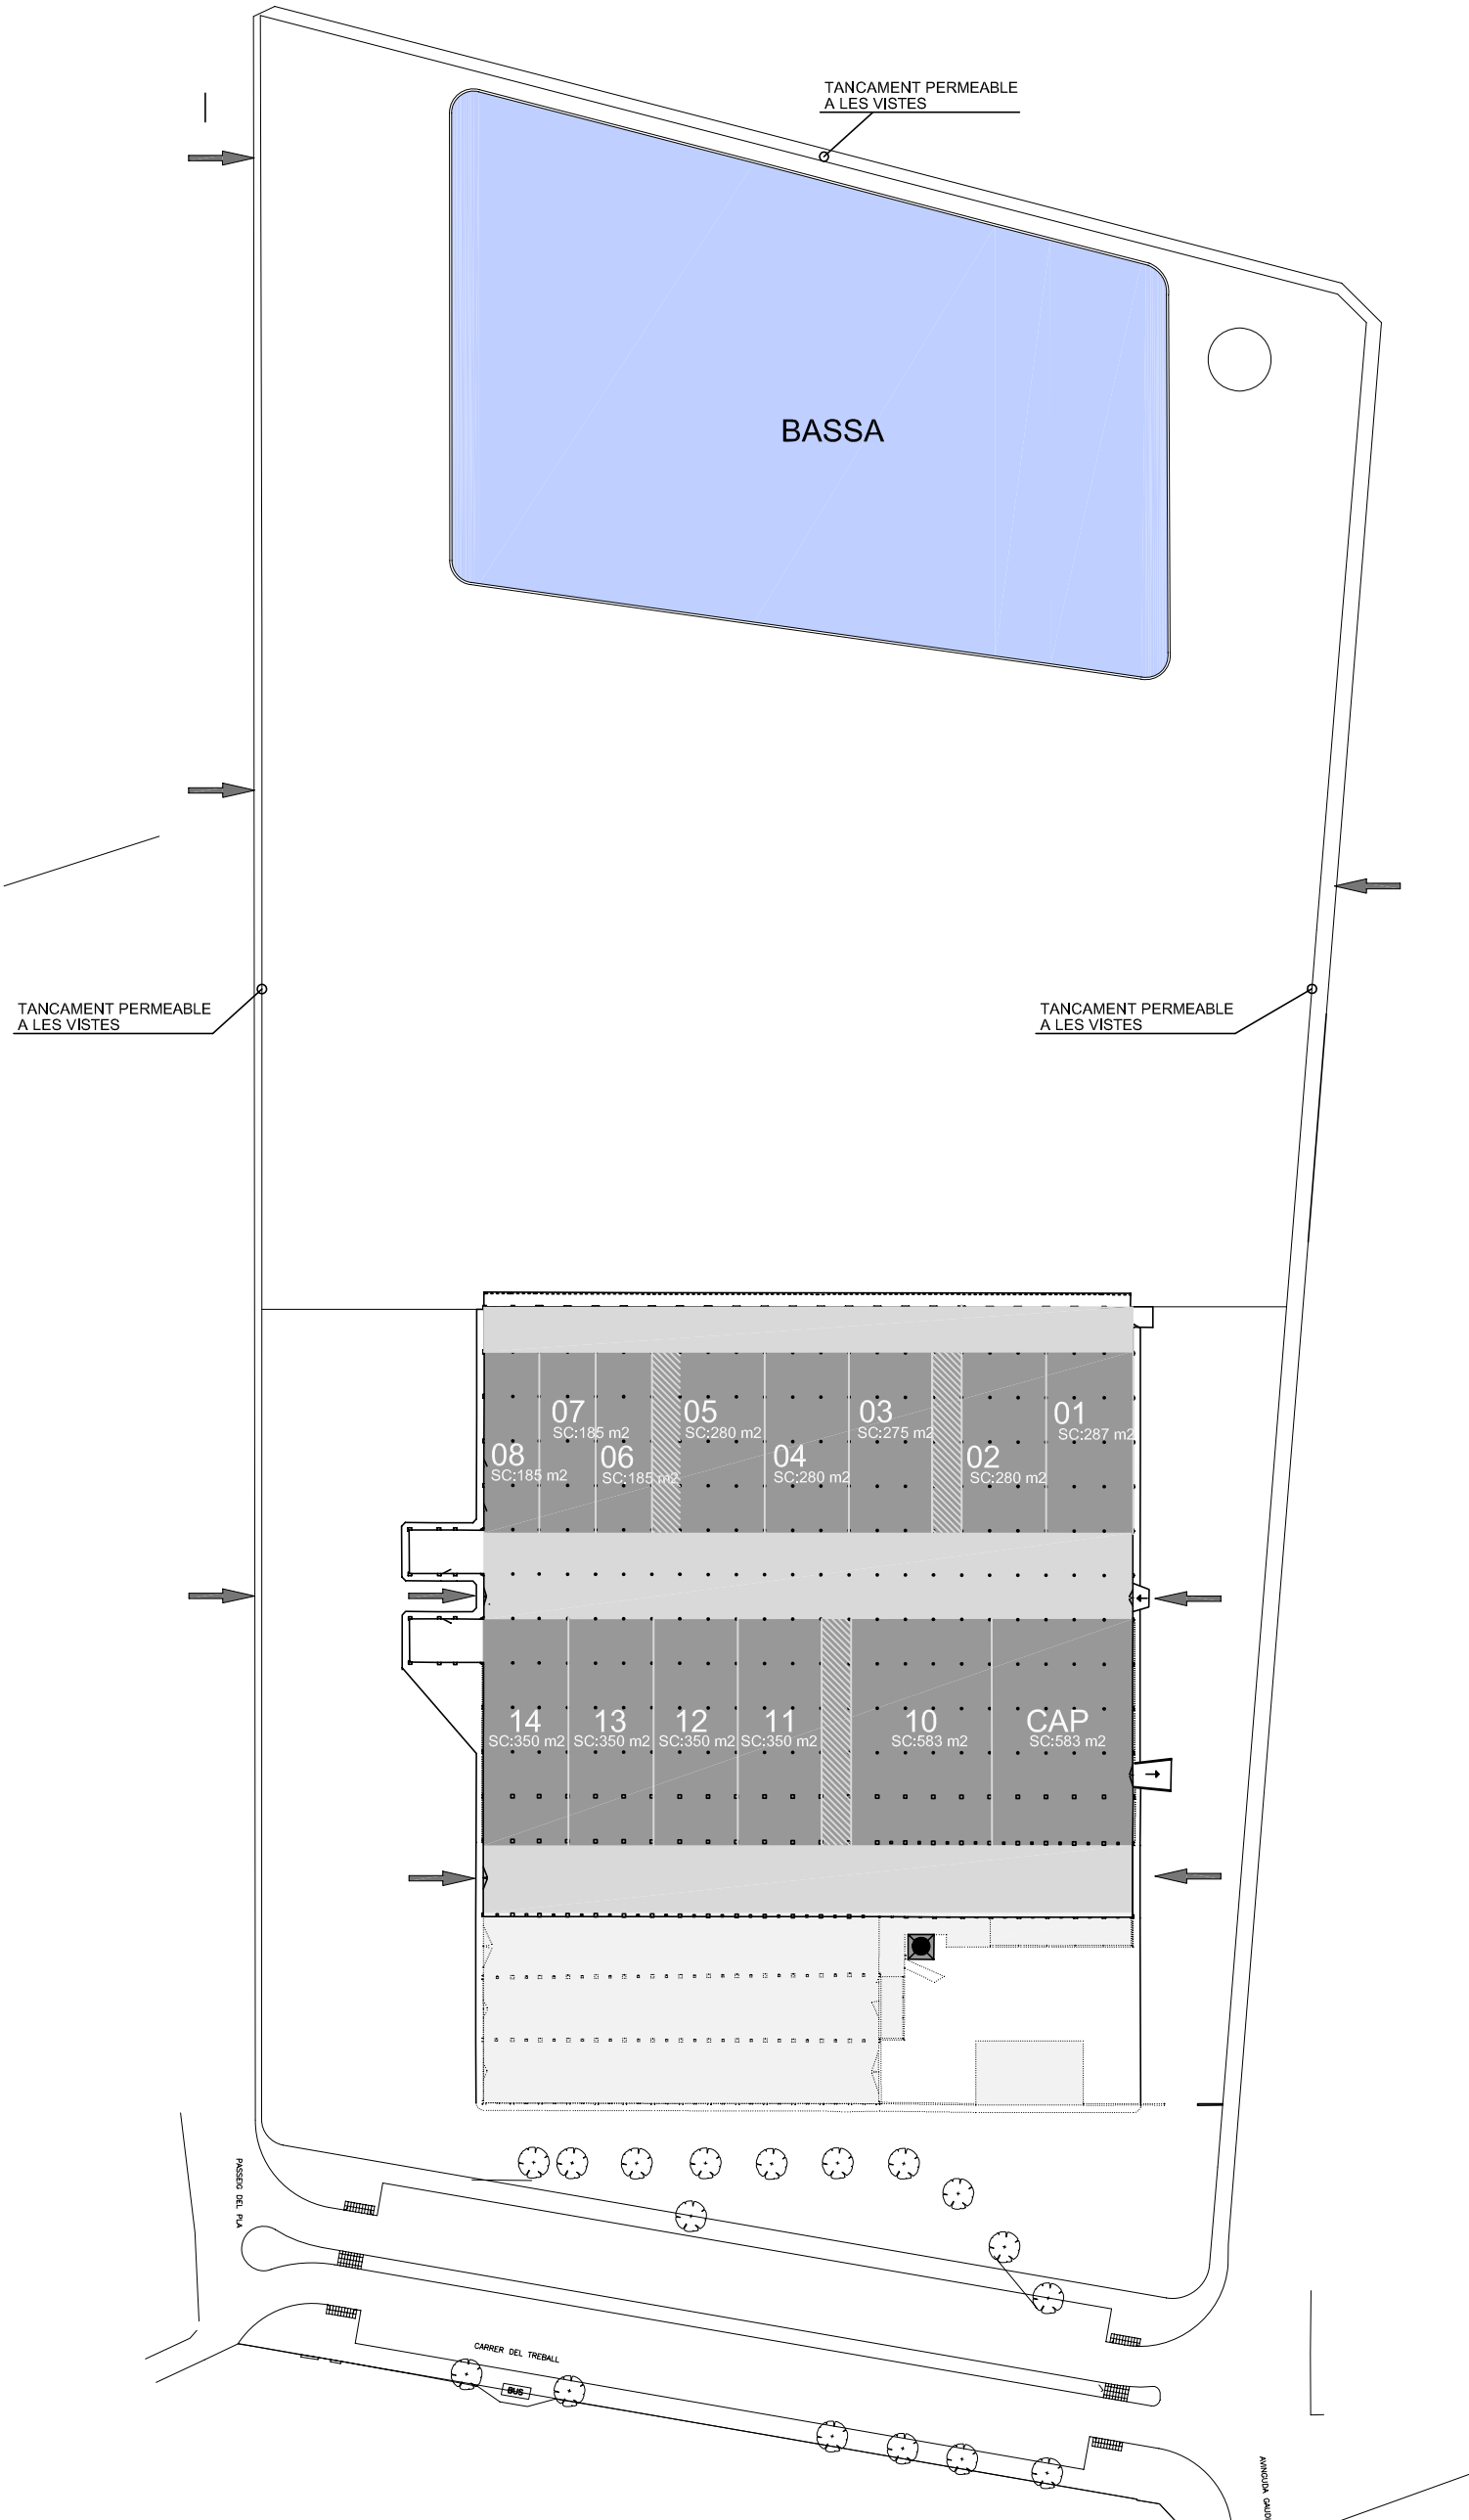 TANCAMENT PERMEABLE
A LES VISTES
BASSA
TANCAMENT PERMEABLE
A LES VISTES
TANCAMENT PERMEABLE
A LES VISTES
08
SC:185 m2
07
SC:185 m2
06
SC:185 m2
05
SC:280 m2
04
SC:280 m2
03
SC:275 m2
02
SC:280 m2
01
SC:287 m2
14
SC:350 m2
13
SC:350 m2
12
SC:350 m2
11
SC:350 m2
10
SC:583 m2
CAP
SC:583 m2
PASSEIG DEL PLA
CARRER DEL TREBALL
BUS
AVINGUDA